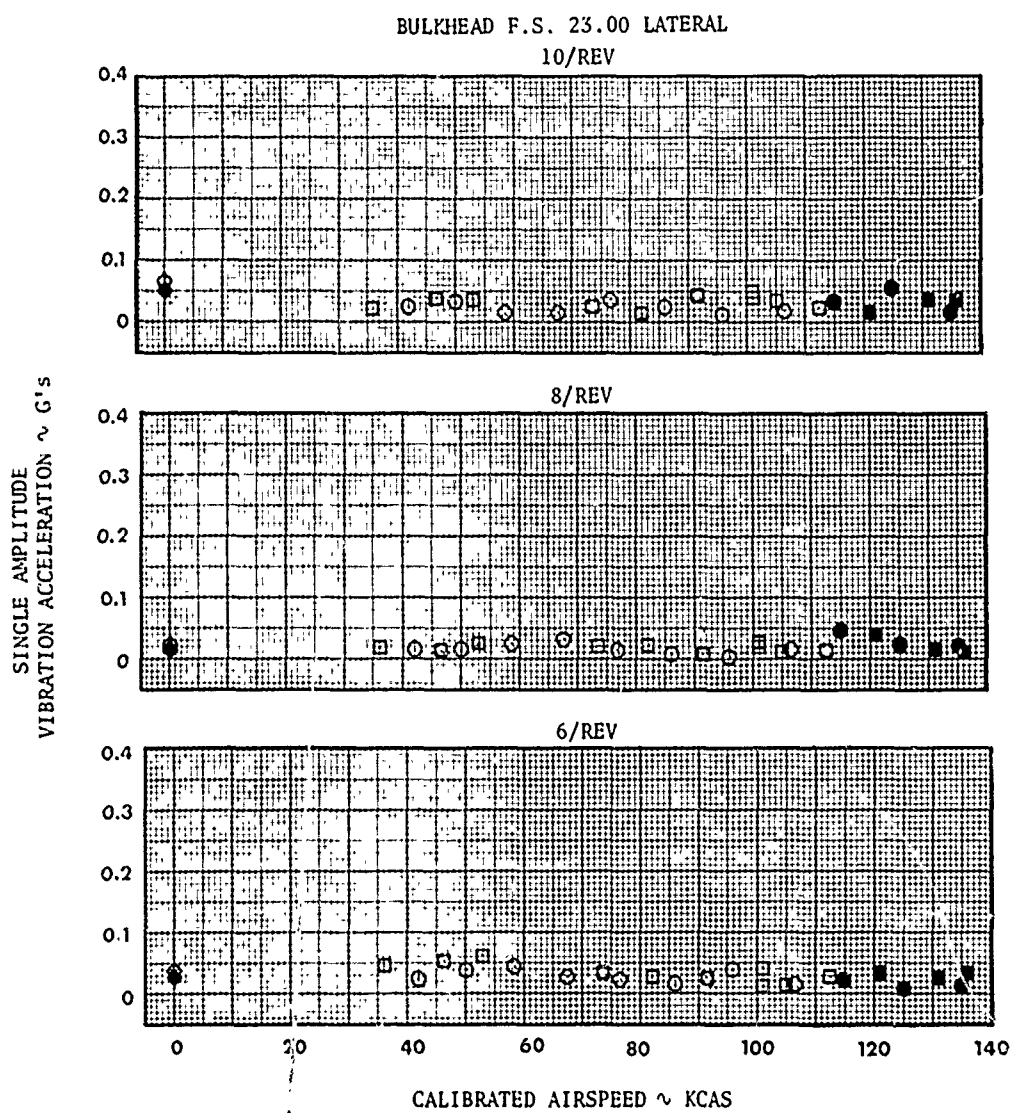 BULKHEAD F.S. 23.00 LATERAL
10/REV
0.4
0.3
0.2
0.1
0
8/REV
0.4
0.3
0.2
0.1
0
6/REV
0.4
0.3
0.2
0.1
0
SINGLE AMPLITUDE
VIBRATION ACCELERATION ~ G's
0 20 40 60 80 100 120 140
CALIBRATED AIRSPEED ~ KCAS